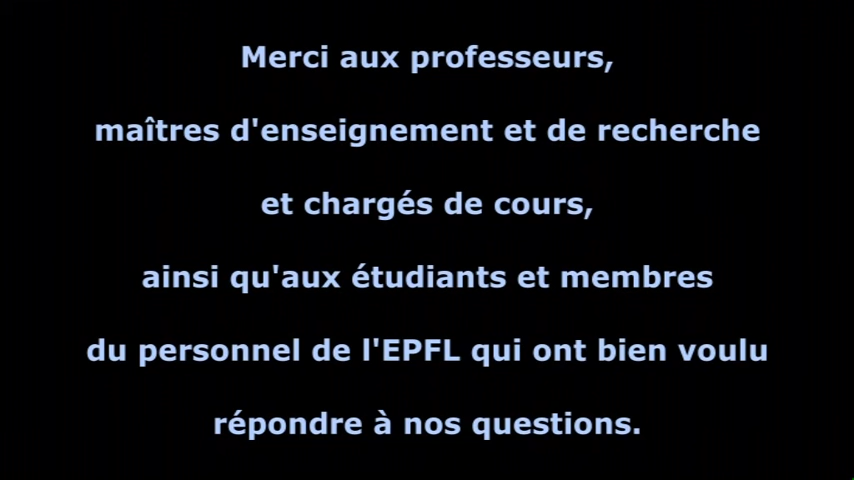 Merci aux professeurs,
maîtres d'enseignement et de recherche
et chargés de cours,
ainsi qu'aux étudiants et membres
du personnel de l'EPFL qui ont bien voulu
répondre à nos questions.